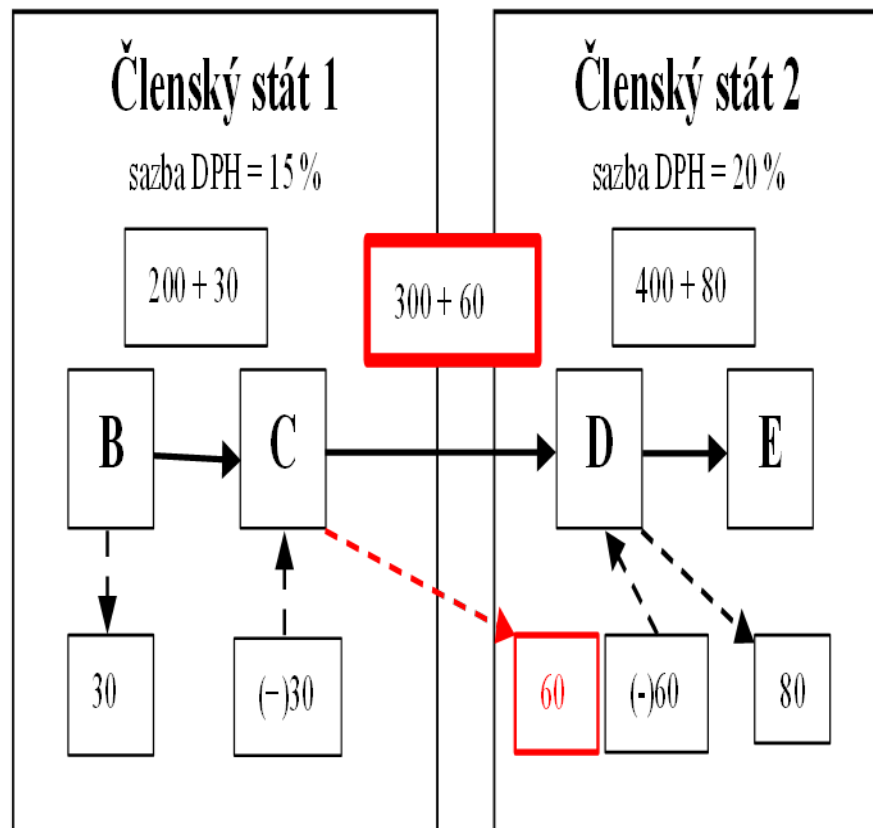 Členský stát 1
sazba DPH = 15 %
Členský stát 2
sazba DPH = 20 %
200 + 30
300 + 60
400 + 80
B
C
D
E
30
(−)30
60
(-)60
80